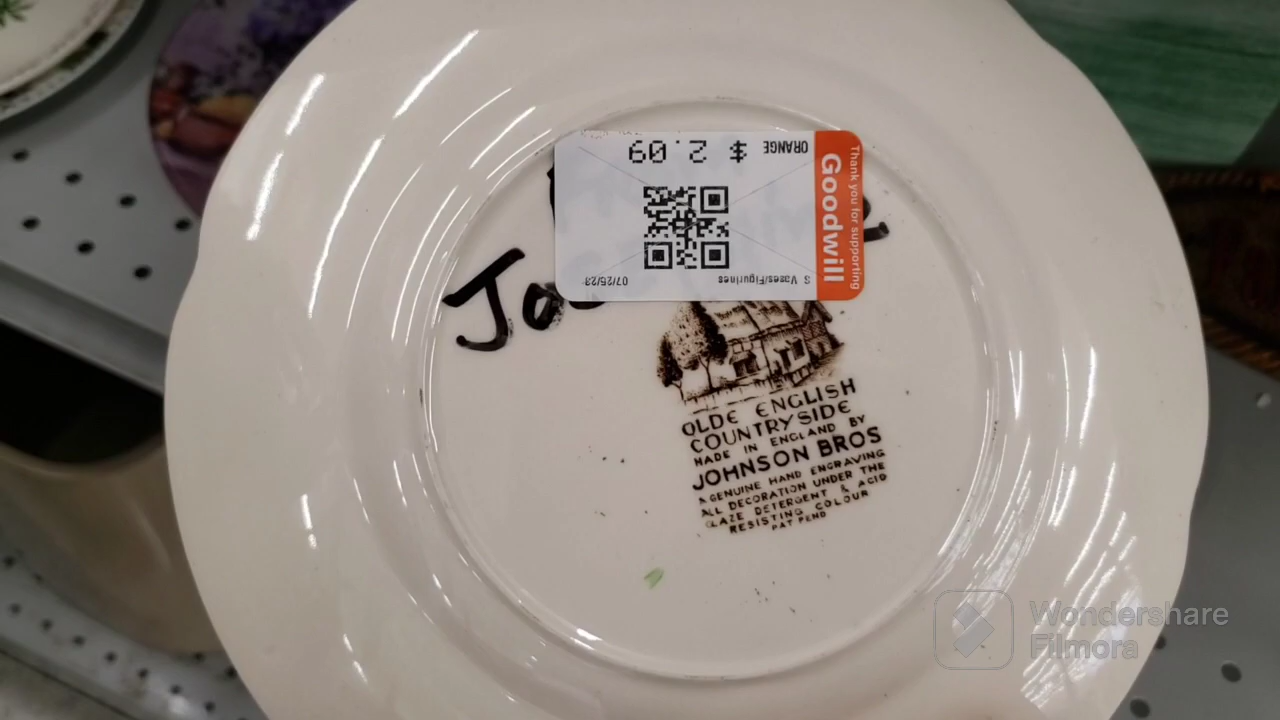 ORANGE $ 2.09
S Vases/Figurines 07/25/23
Thank you for supporting
Goodwill
OLDE ENGLISH
COUNTRYSIDE
MADE IN ENGLAND BY
JOHNSON BROS
A GENUINE HAND ENGRAVING
ALL DECORATION UNDER THE
GLAZE DETERGENT & ACID
RESISTING COLOUR
PAT PEND
Wondershare
Filmora